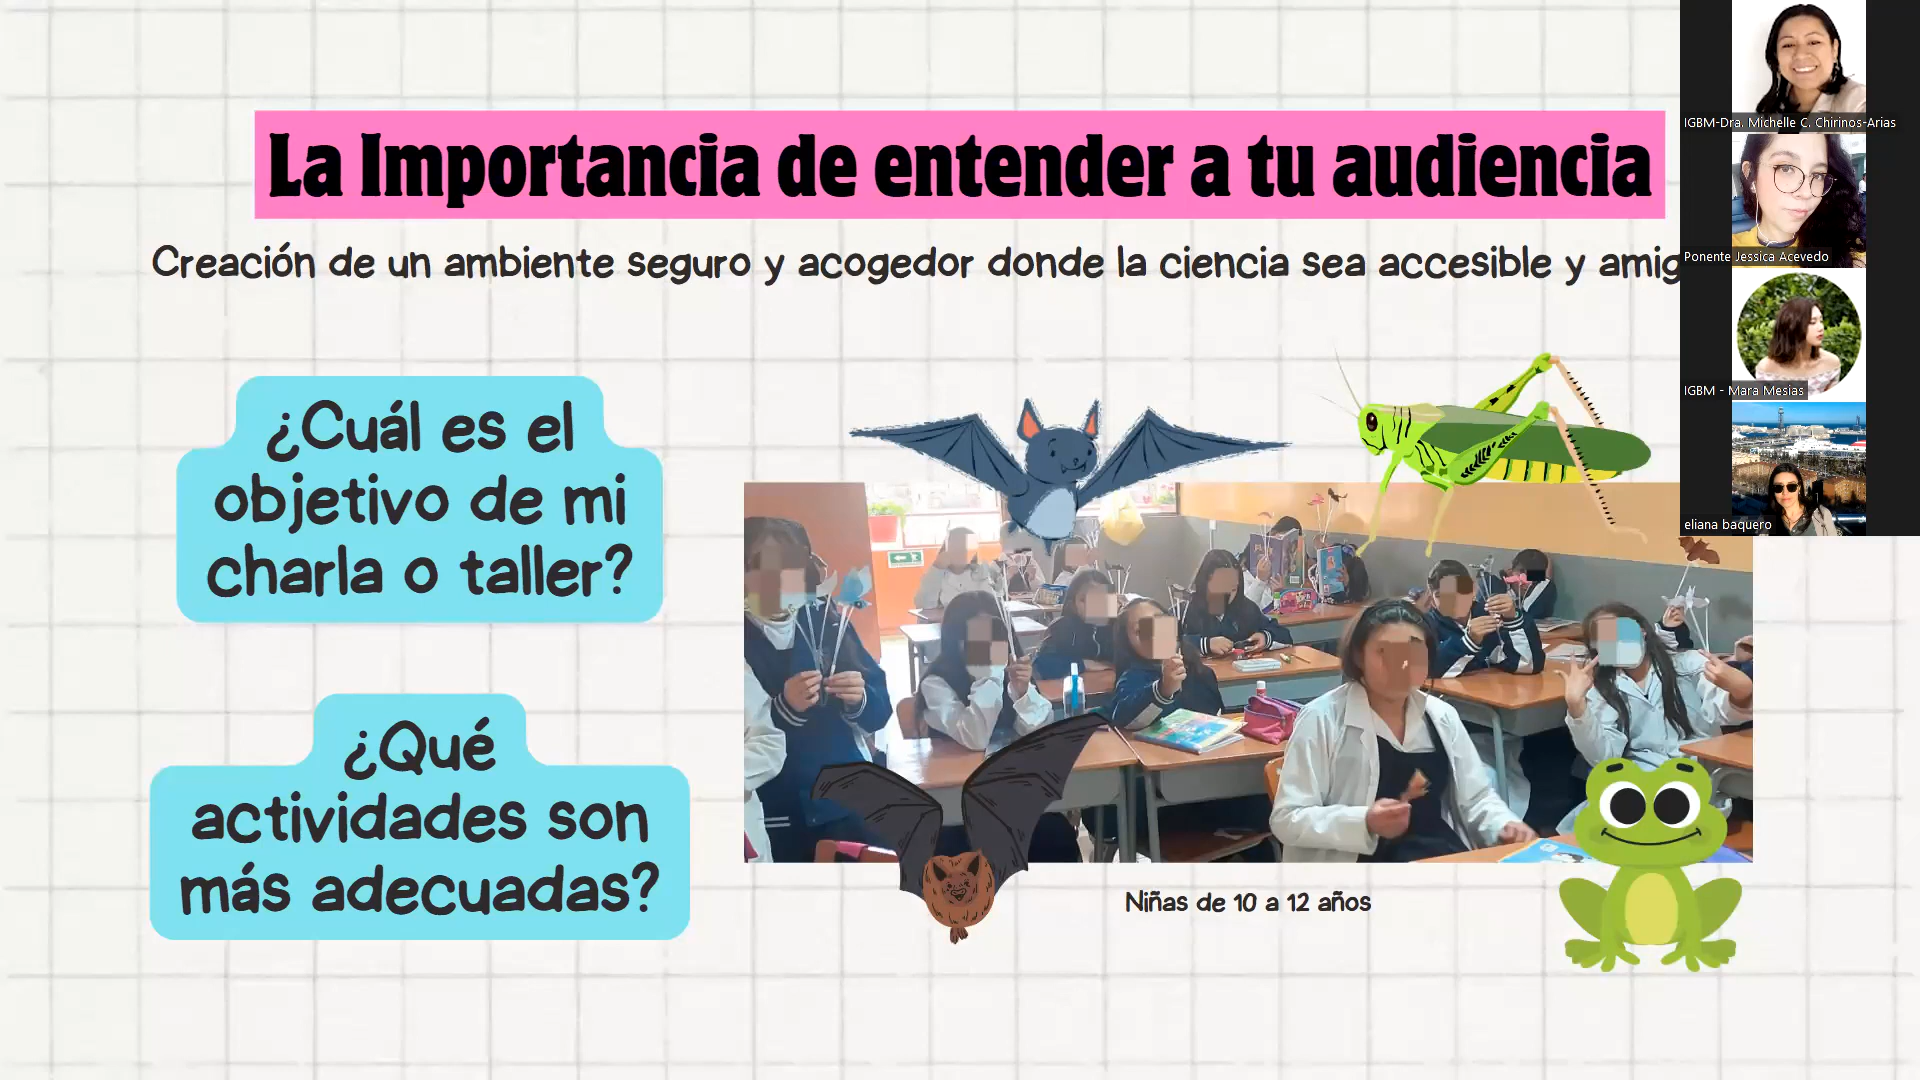 La Importancia de entender a tu audiencia
Creación de un ambiente seguro y acogedor donde la ciencia sea accesible y amig
¿Cuál es el
objetivo de mi
charla o taller?
¿Qué
actividades son
más adecuadas?
Niñas de 10 a 12 años
IGBM-Dra. Michelle C. Chirinos-Arias
Ponente Jessica Acevedo
IGBM - Mara Mesias
eliana baquero